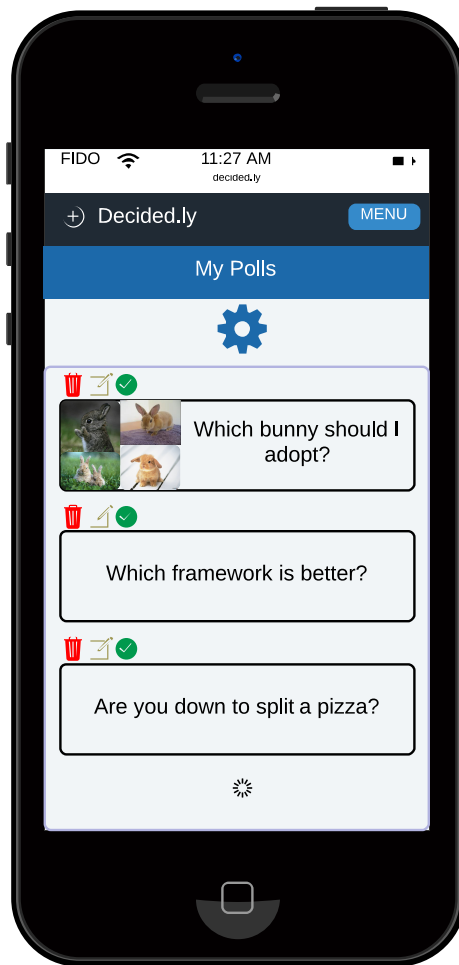 FIDO 11:27 AM
decided.ly
Decided.ly MENU
My Polls
Which bunny should I
adopt?
Which framework is better?
Are you down to split a pizza?